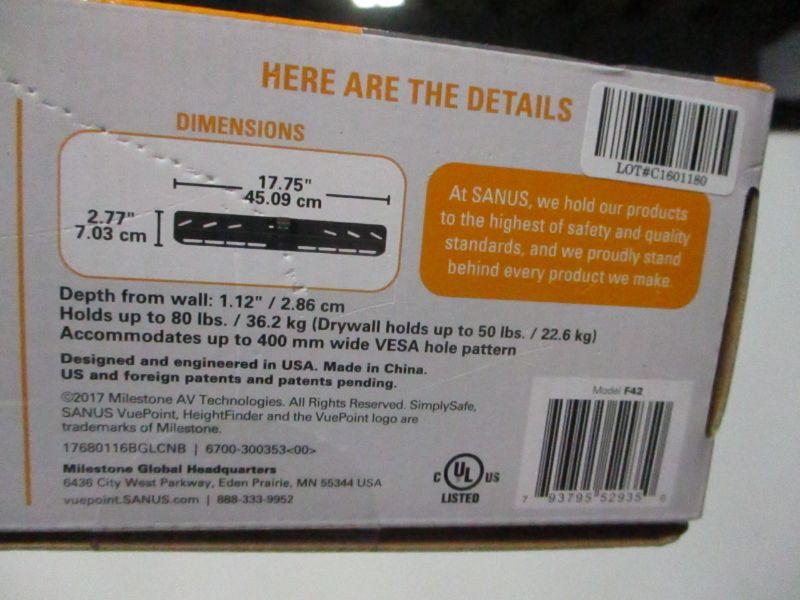 HERE ARE THE DETAILS
LOT#C1601180
DIMENSIONS
17.75"
45.09 cm
2.77"
7.03 cm
At SANUS, we hold our products
to the highest of safety and quality
standards, and we proudly stand
behind every product we make.
Depth from wall: 1.12" / 2.86 cm
Holds up to 80 lbs. / 36.2 kg (Drywall holds up to 50 lbs. / 22.6 kg)
Accommodates up to 400 mm wide VESA hole pattern
Designed and engineered in USA. Made in China.
US and foreign patents and patents pending.
©2017 Milestone AV Technologies. All Rights Reserved. SimplySafe,
SANUS VuePoint, HeightFinder and the VuePoint logo are
trademarks of Milestone.
17680116BGLCNB | 6700-300353<00>
Milestone Global Headquarters
6436 City West Parkway, Eden Prairie, MN 55344 USA
vuepoint.SANUS.com | 888-333-9952
C UL US
LISTED
Model F42
7 93795 52935 6